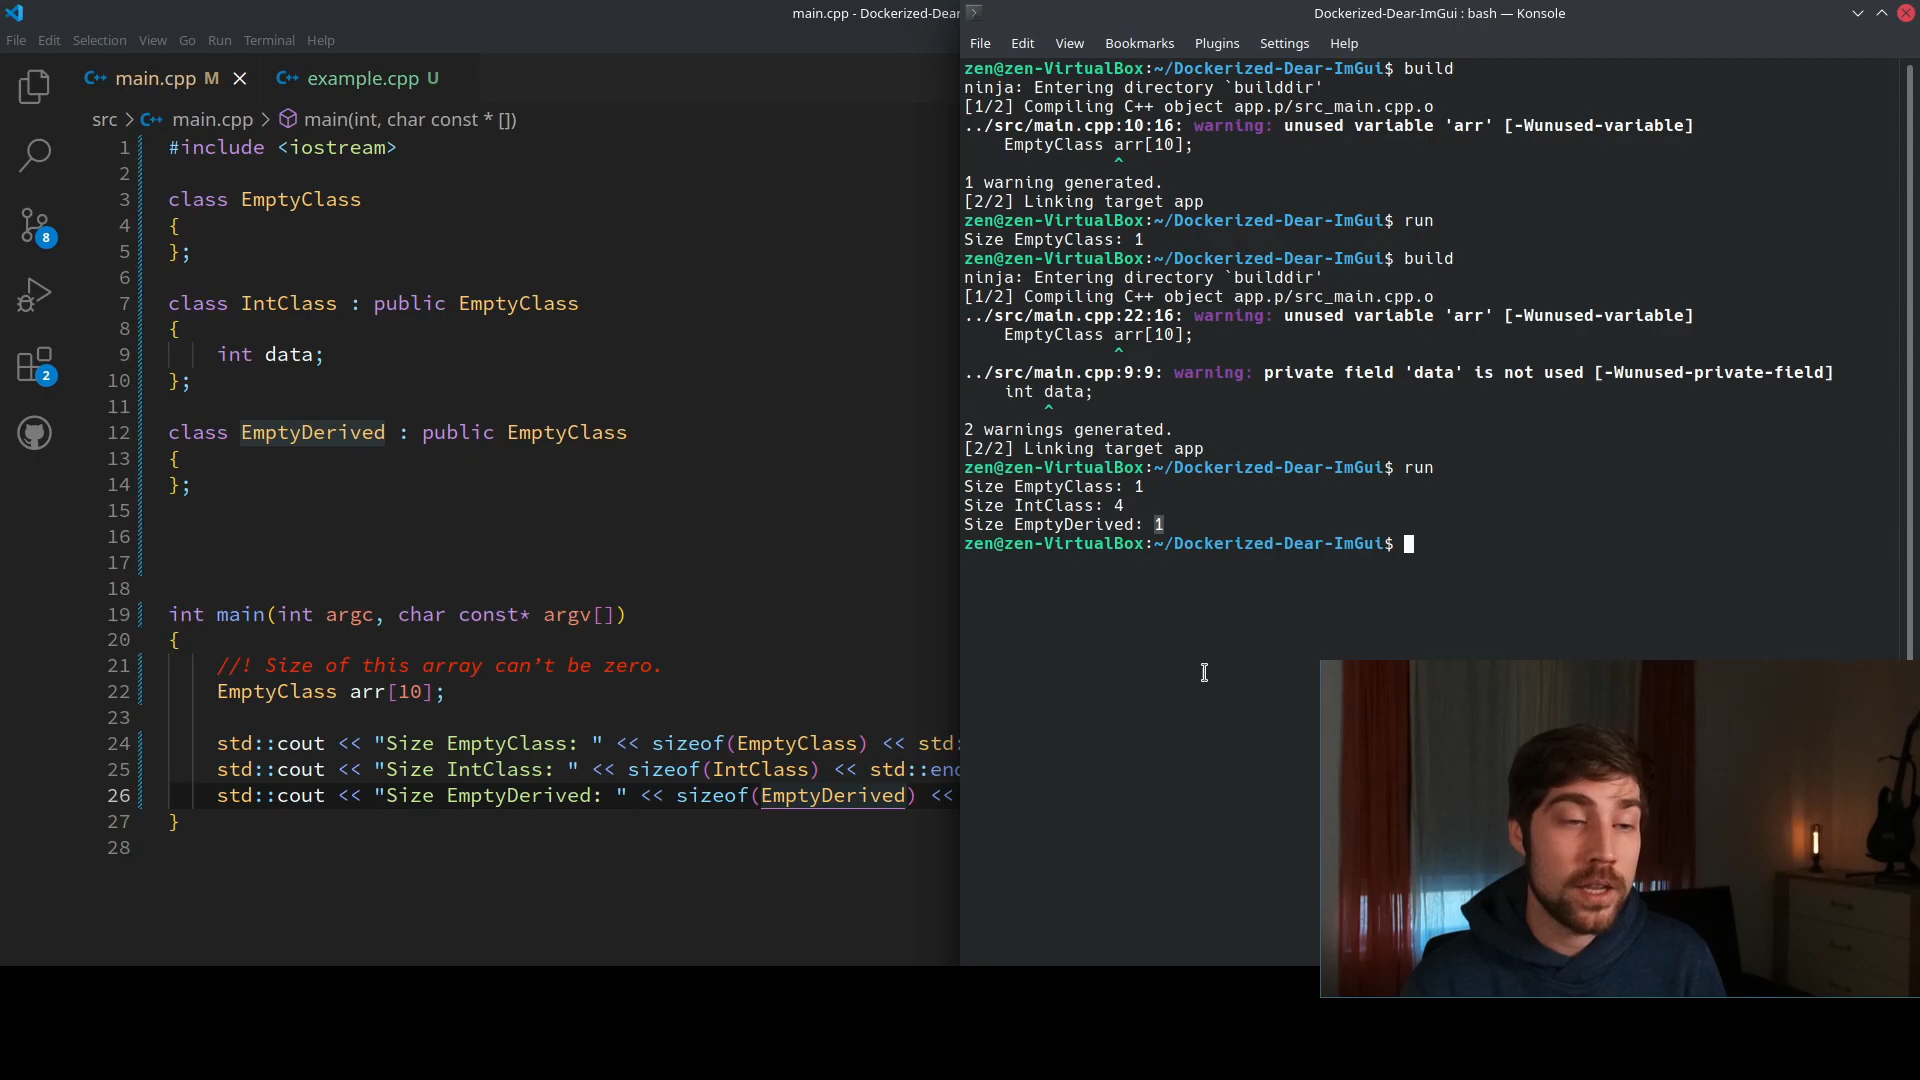 main.cpp - Dockerized-Dear
File Edit Selection View Go Run Terminal Help
main.cpp M
example.cpp U
src > main.cpp > main(int, char const * [])
1 #include <iostream>
2
3 class EmptyClass
4 {
5 };
6
7 class IntClass : public EmptyClass
8 {
9 int data;
10 };
11
12 class EmptyDerived : public EmptyClass
13 {
14 };
15
16
17
18
19 int main(int argc, char const* argv[])
20 {
21 //! Size of this array can’t be zero.
22 EmptyClass arr[10];
23
24 std::cout << "Size EmptyClass: " << sizeof(EmptyClass) << std:
25 std::cout << "Size IntClass: " << sizeof(IntClass) << std::end
26 std::cout << "Size EmptyDerived: " << sizeof(EmptyDerived) <<
27 }
28
8
2
Dockerized-Dear-ImGui : bash — Konsole
File Edit View Bookmarks Plugins Settings Help
zen@zen-VirtualBox:~/Dockerized-Dear-ImGui$ build
ninja: Entering directory `builddir'
[1/2] Compiling C++ object app.p/src_main.cpp.o
../src/main.cpp:10:16: warning: unused variable 'arr' [-Wunused-variable]
EmptyClass arr[10];
^
1 warning generated.
[2/2] Linking target app
zen@zen-VirtualBox:~/Dockerized-Dear-ImGui$ run
Size EmptyClass: 1
zen@zen-VirtualBox:~/Dockerized-Dear-ImGui$ build
ninja: Entering directory `builddir'
[1/2] Compiling C++ object app.p/src_main.cpp.o
../src/main.cpp:22:16: warning: unused variable 'arr' [-Wunused-variable]
EmptyClass arr[10];
^
../src/main.cpp:9:9: warning: private field 'data' is not used [-Wunused-private-field]
int data;
^
2 warnings generated.
[2/2] Linking target app
zen@zen-VirtualBox:~/Dockerized-Dear-ImGui$ run
Size EmptyClass: 1
Size IntClass: 4
Size EmptyDerived: 1
zen@zen-VirtualBox:~/Dockerized-Dear-ImGui$